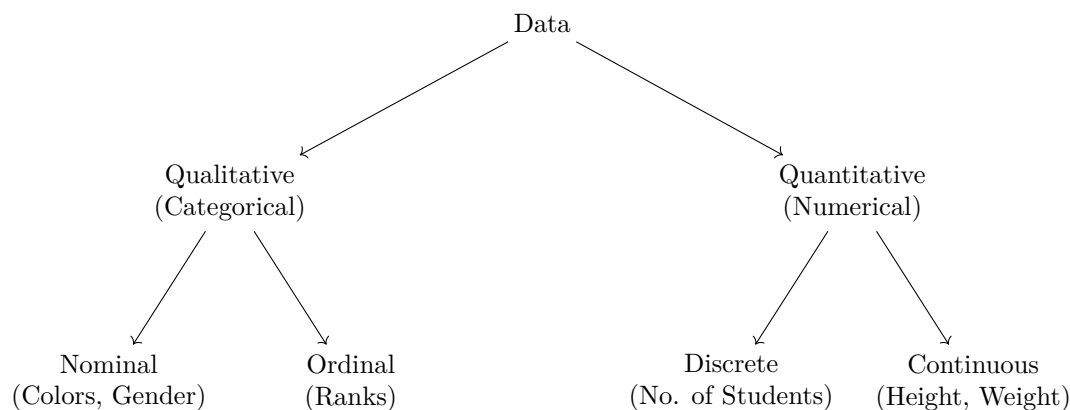 Data
Qualitative
(Categorical)
Quantitative
(Numerical)
Nominal
(Colors, Gender)
Ordinal
(Ranks)
Discrete
(No. of Students)
Continuous
(Height, Weight)